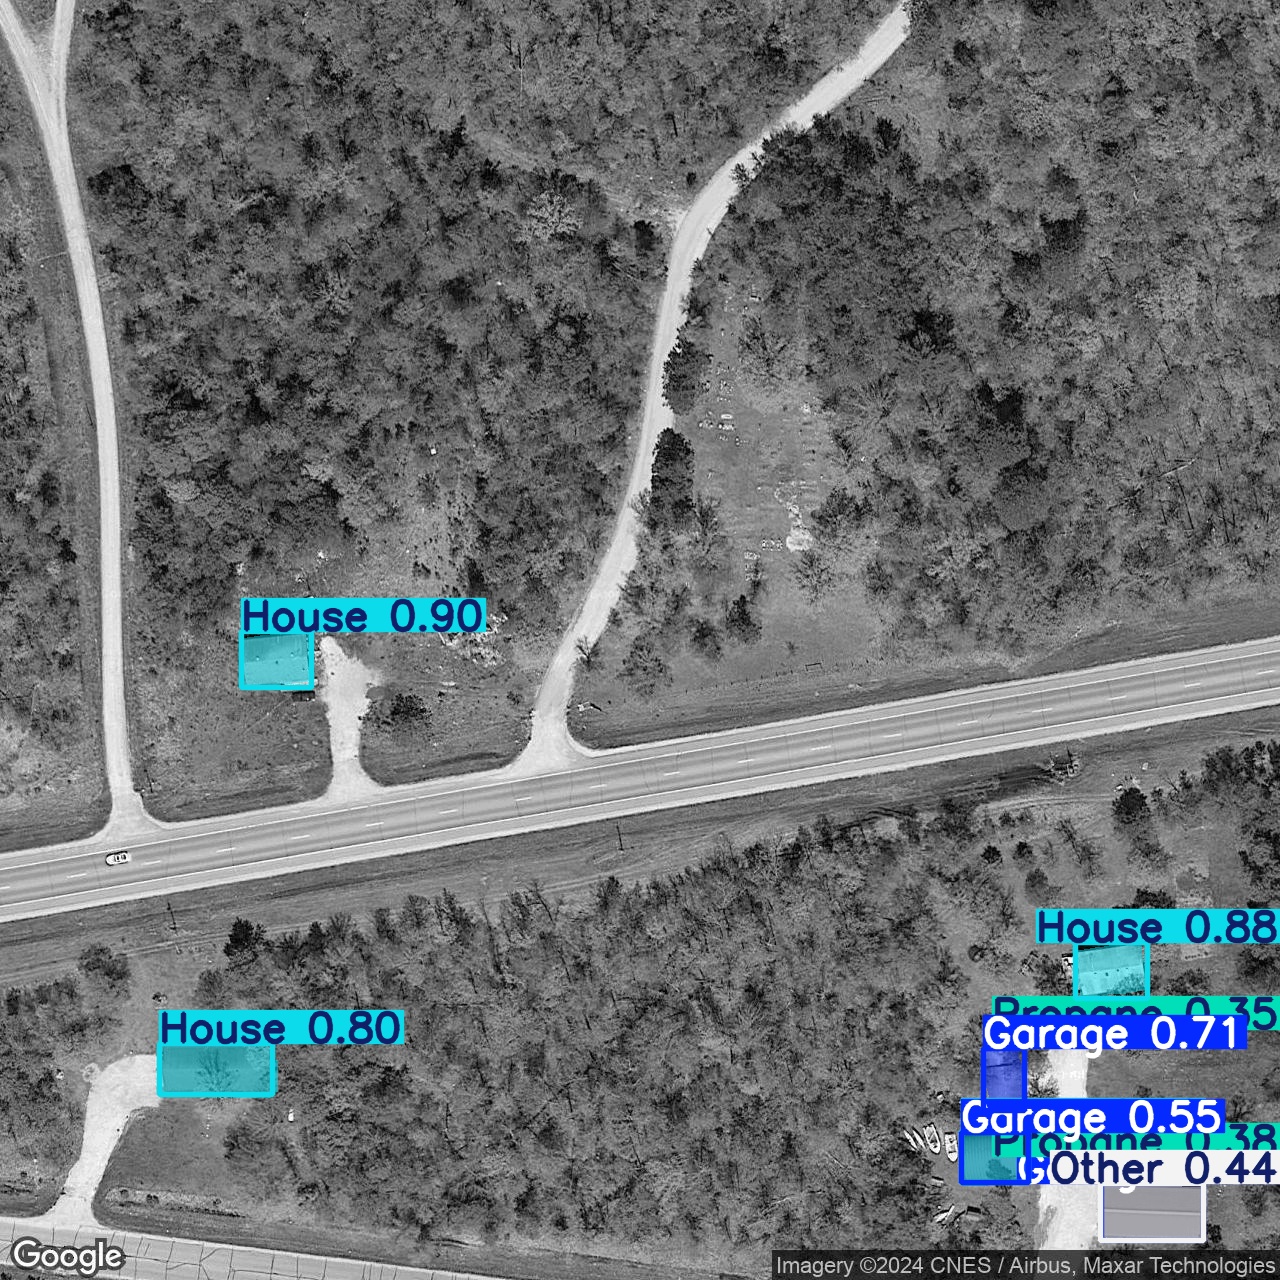 House 0.90
House 0.88
Propane 0.35
House 0.80
Garage 0.71
Garage 0.55
Propane 0.38
Other 0.44
Google
Imagery ©2024 CNES / Airbus, Maxar Technologies